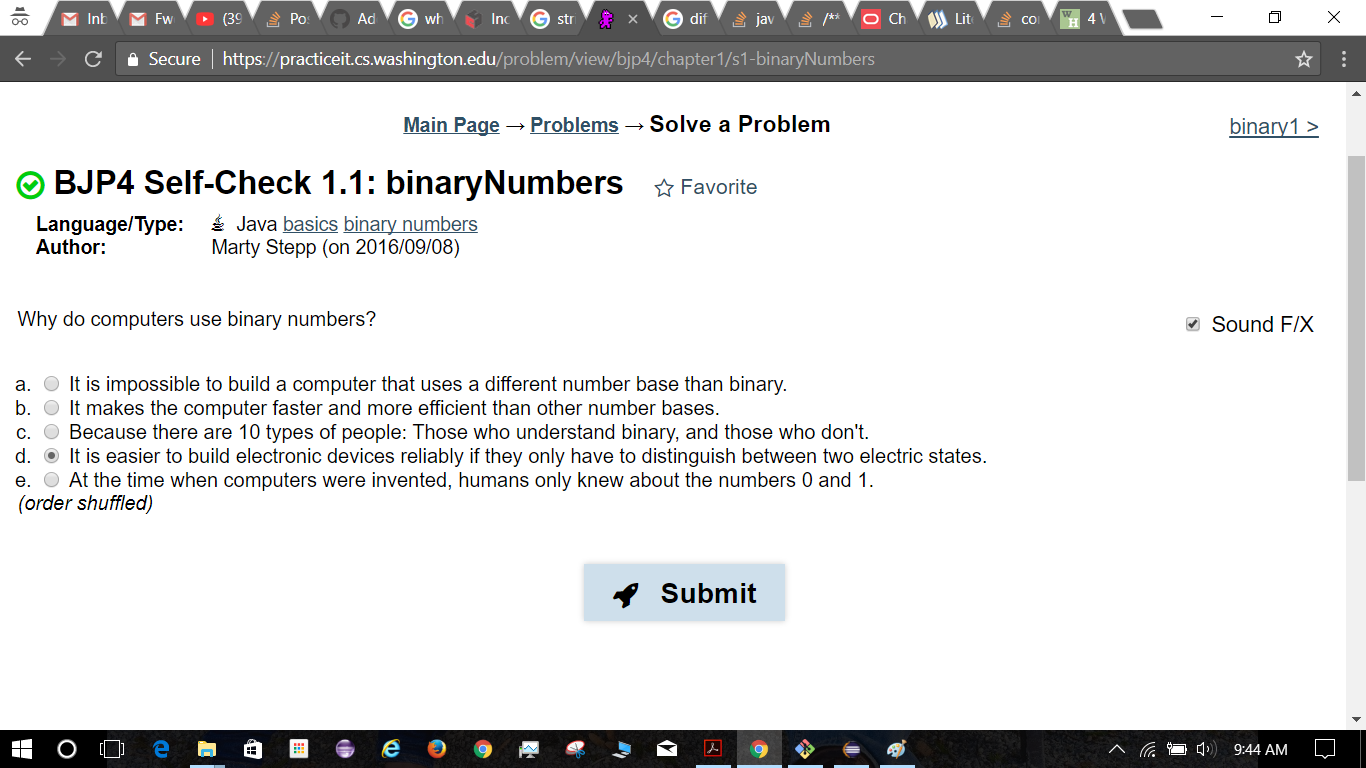 Inb
Fw
(39
Po
Ad
wh
Inc
str
dif
jav
/**
Ch
Lit
co
4 V
Secure
https://practiceit.cs.washington.edu/problem/view/bjp4/chapter1/s1-binaryNumbers
Main Page → Problems → Solve a Problem
binary1 >
BJP4 Self-Check 1.1: binaryNumbers
Favorite
Language/Type: Java basics binary numbers
Author: Marty Stepp (on 2016/09/08)
Why do computers use binary numbers?
Sound F/X
a. It is impossible to build a computer that uses a different number base than binary.
b. It makes the computer faster and more efficient than other number bases.
c. Because there are 10 types of people: Those who understand binary, and those who don't.
d. It is easier to build electronic devices reliably if they only have to distinguish between two electric states.
e. At the time when computers were invented, humans only knew about the numbers 0 and 1.
(order shuffled)
Submit
9:44 AM